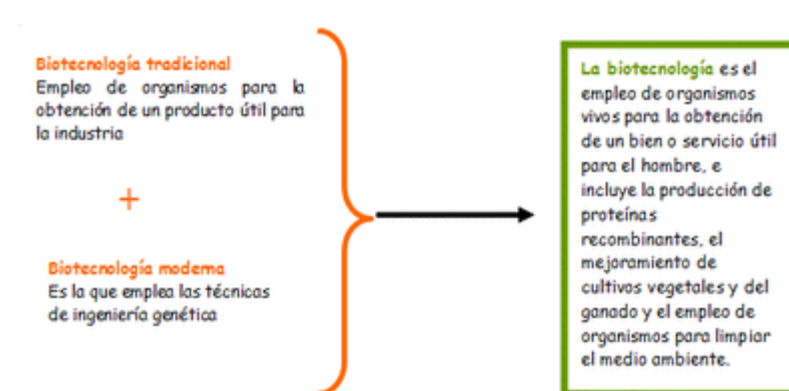 Biotecnología tradicional
Empleo de organismos para la
obtención de un producto útil para
la industria
+
Biotecnología moderna
Es la que emplea las técnicas
de ingeniería genética
La biotecnología es el
empleo de organismos
vivos para la obtención
de un bien o servicio útil
para el hombre, e
incluye la producción de
proteínas
recombinantes, el
mejoramiento de
cultivos vegetales y del
ganado y el empleo de
organismos para limpiar
el medio ambiente.